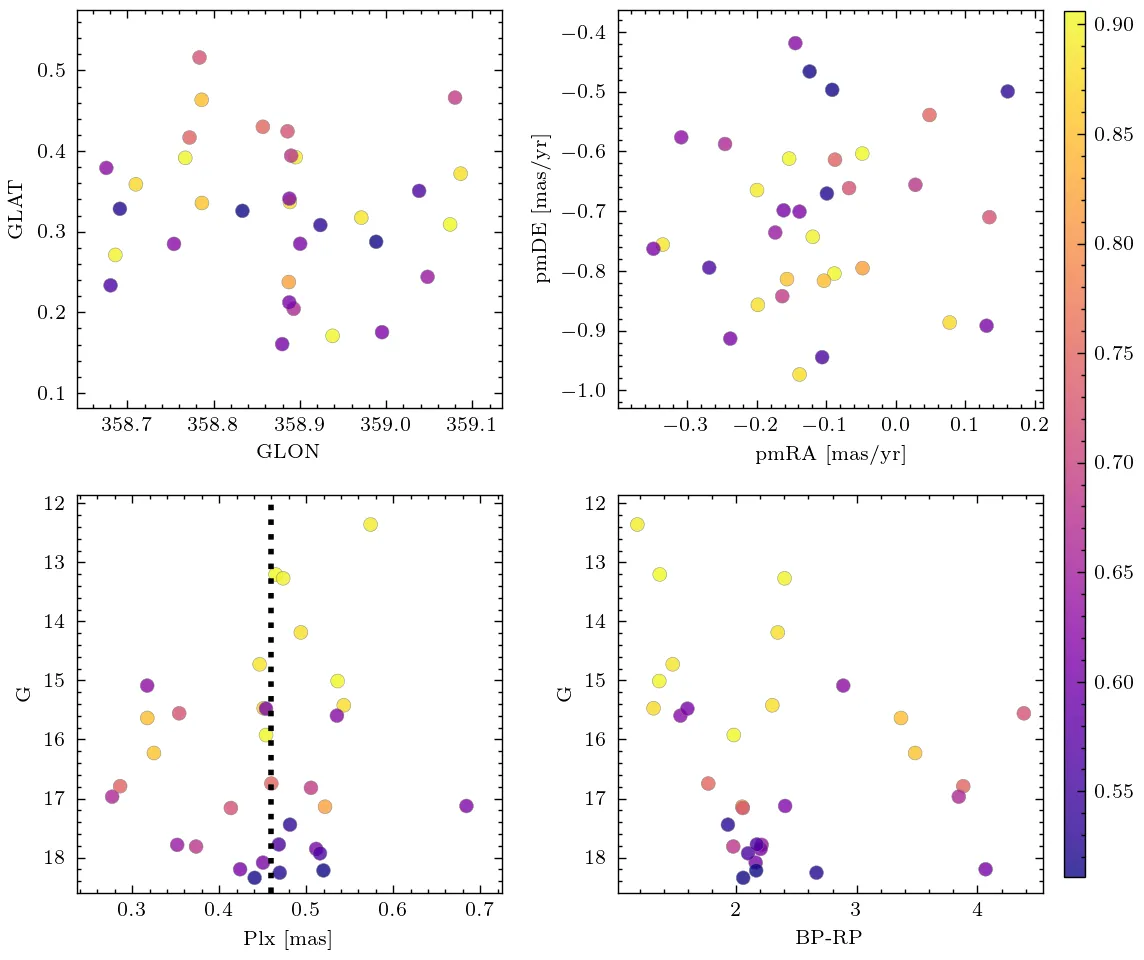 0.5
0.4
0.3
0.2
0.1
GLAT
358.7 358.8 358.9 359.0 359.1
GLON
−0.4
−0.5
−0.6
−0.7
−0.8
−0.9
−1.0
pmDE [mas/yr]
−0.3 −0.2 −0.1 0.0 0.1 0.2
pmRA [mas/yr]
12
13
14
15
16
17
18
G
0.3 0.4 0.5 0.6 0.7
Plx [mas]
12
13
14
15
16
17
18
G
2 3 4
BP-RP
0.90
0.85
0.80
0.75
0.70
0.65
0.60
0.55